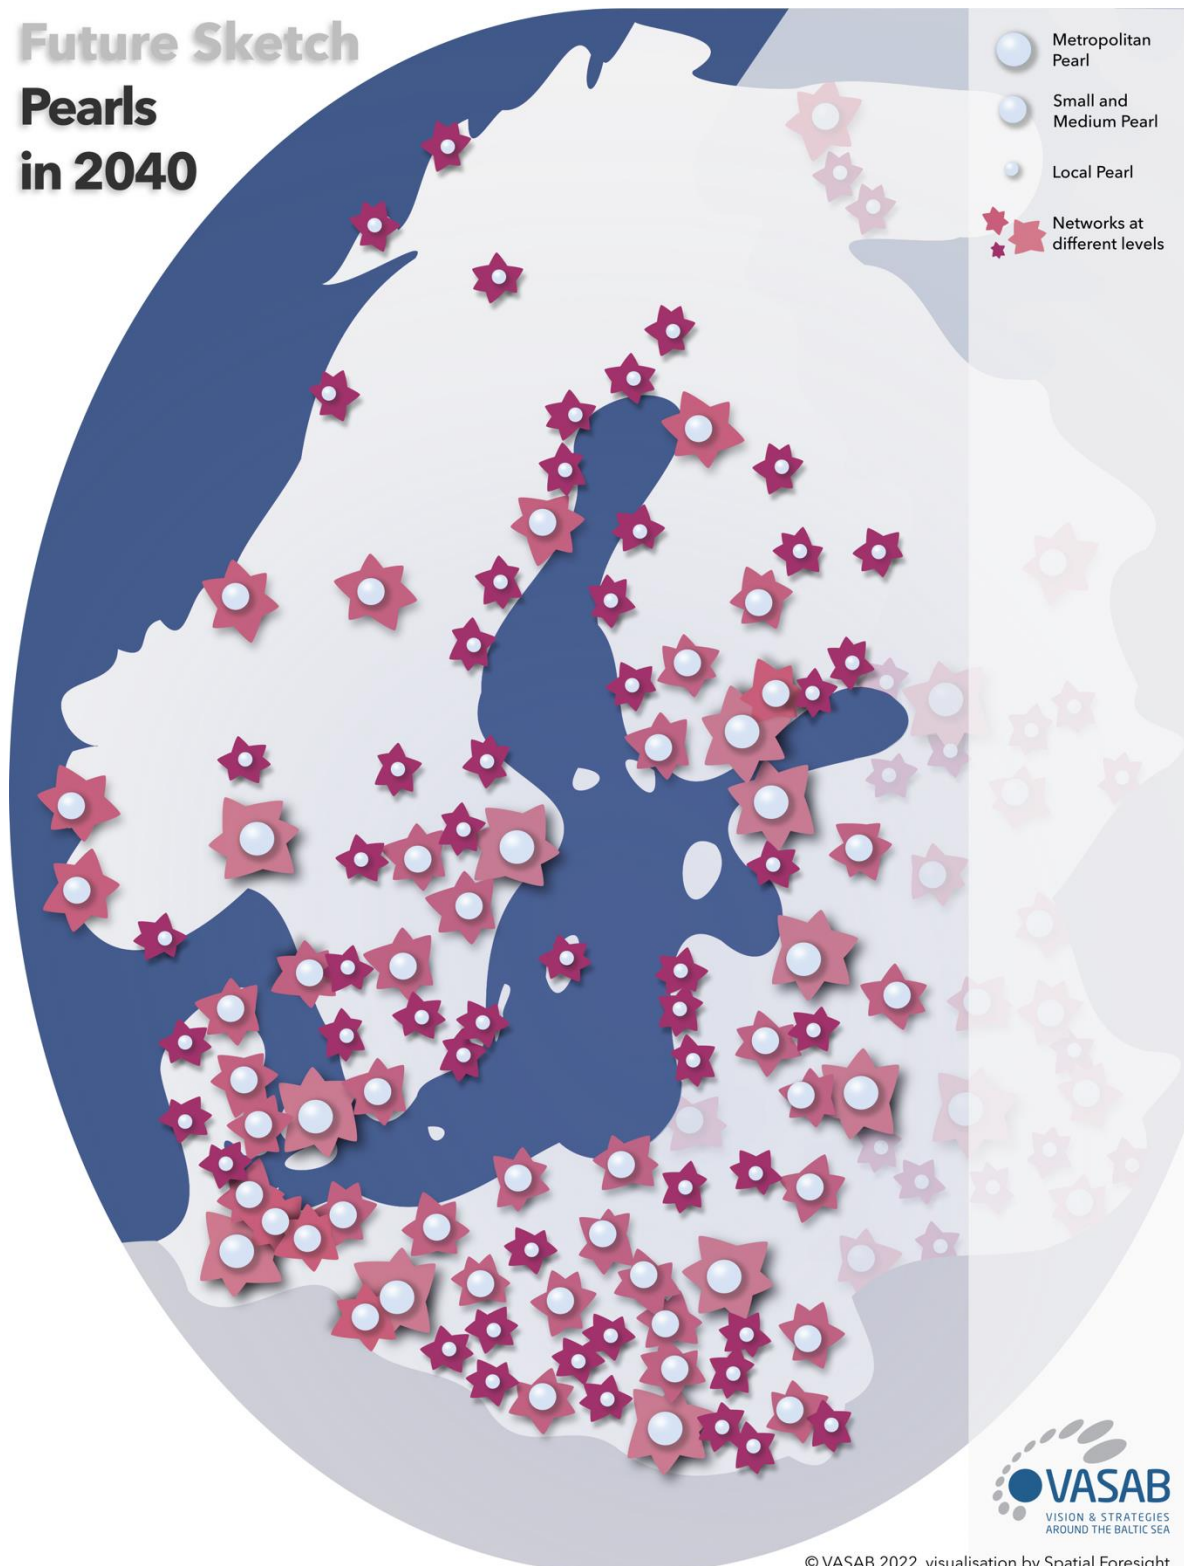 Future Sketch
Pearls
in 2040
Metropolitan
Pearl
Small and
Medium Pearl
Local Pearl
Networks at
different levels
VASAB
VISION & STRATEGIES
AROUND THE BALTIC SEA
© VASAB 2022, visualisation by Spatial Foresight